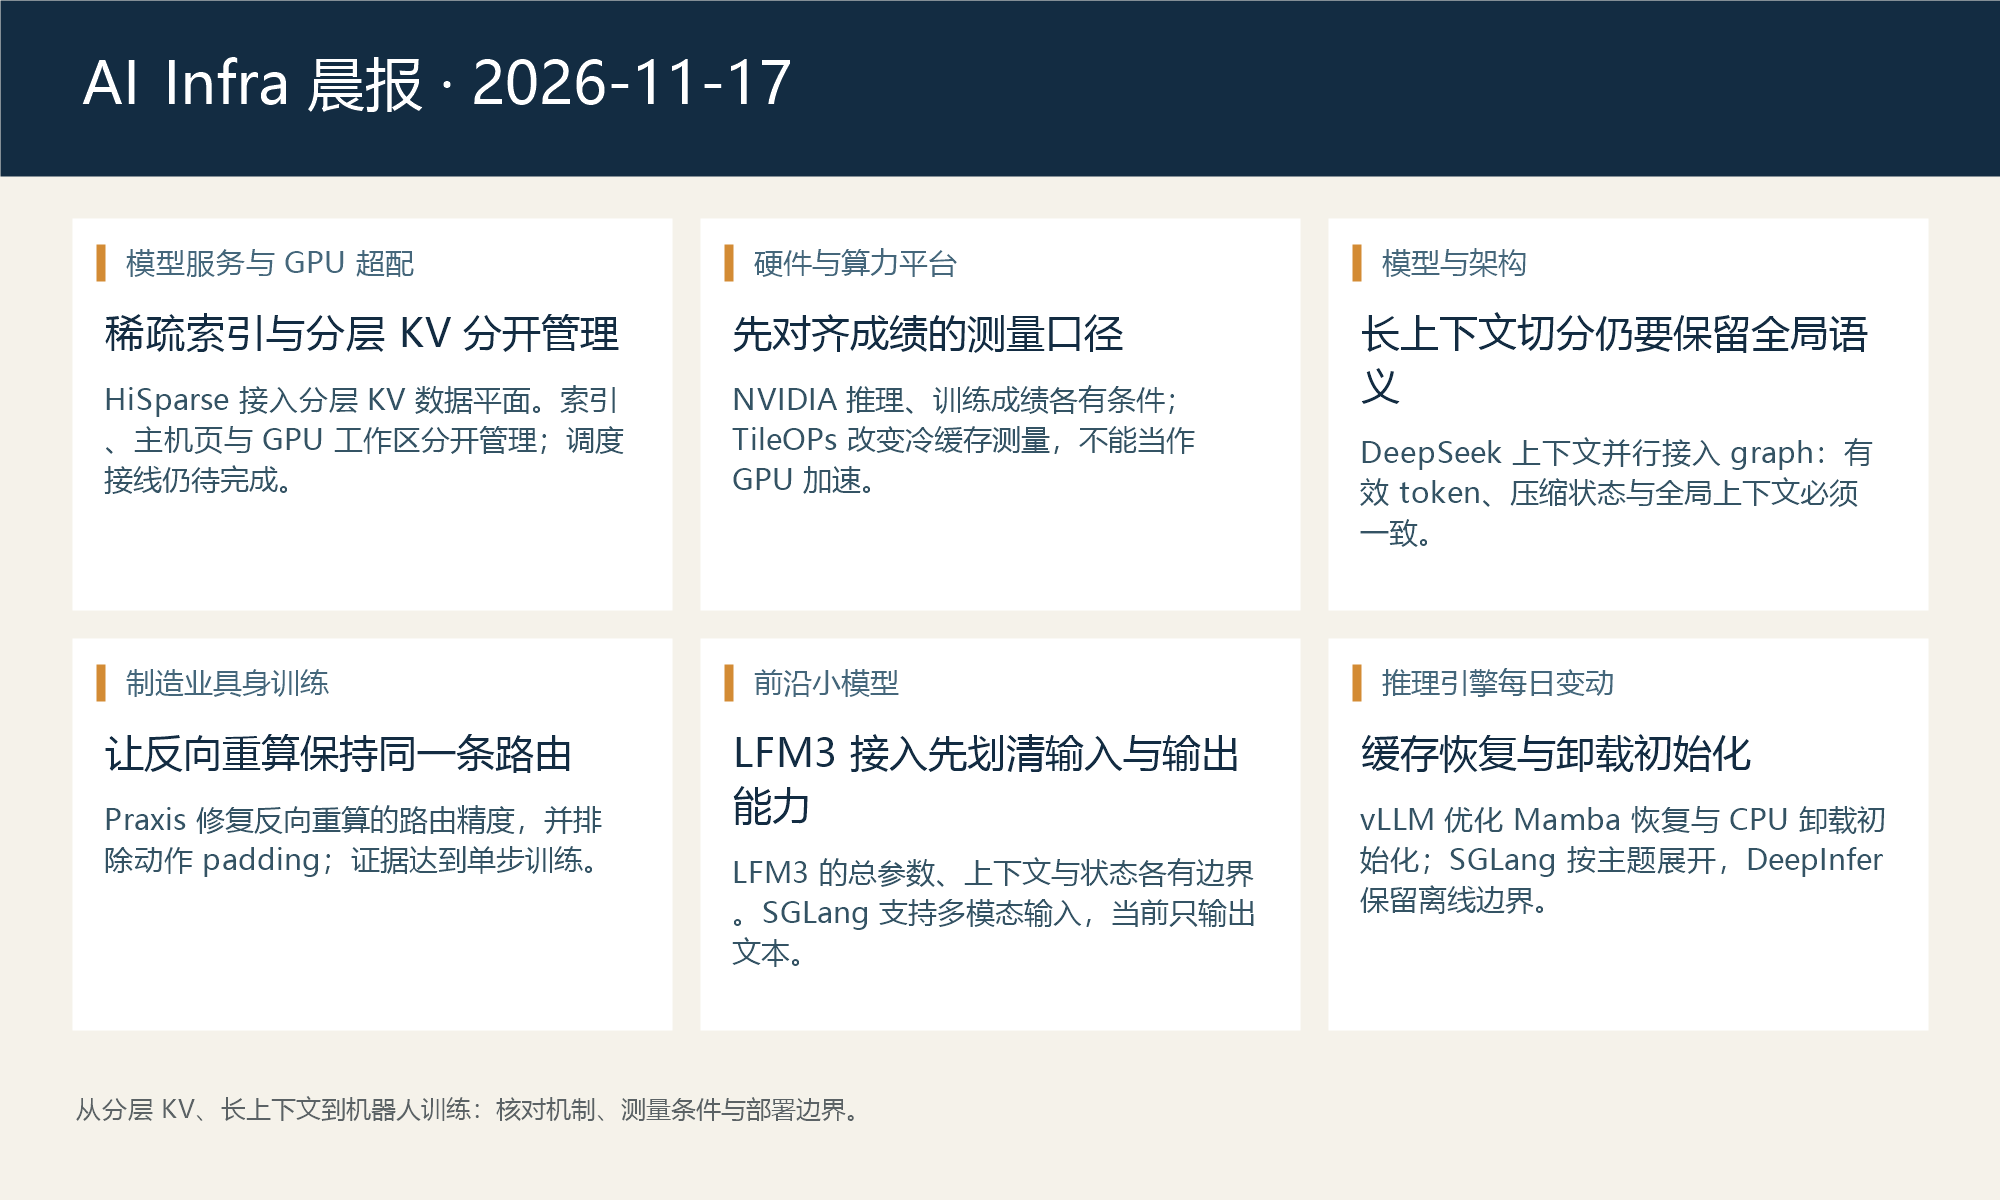 AI Infra 晨报 · 2026-11-17
模型服务与 GPU 超配
稀疏索引与分层 KV 分开管理
HiSparse 接入分层 KV 数据平面。索引
、主机页与 GPU 工作区分开管理；调度
接线仍待完成。
硬件与算力平台
先对齐成绩的测量口径
NVIDIA 推理、训练成绩各有条件；
TileOPs 改变冷缓存测量，不能当作
GPU 加速。
模型与架构
长上下文切分仍要保留全局语
义
DeepSeek 上下文并行接入 graph：有
效 token、压缩状态与全局上下文必须
一致。
制造业具身训练
让反向重算保持同一条路由
Praxis 修复反向重算的路由精度，并排
除动作 padding；证据达到单步训练。
前沿小模型
LFM3 接入先划清输入与输出
能力
LFM3 的总参数、上下文与状态各有边界
。SGLang 支持多模态输入，当前只输出
文本。
推理引擎每日变动
缓存恢复与卸载初始化
vLLM 优化 Mamba 恢复与 CPU 卸载初
始化；SGLang 按主题展开，DeepInfer
保留离线边界。
从分层 KV、长上下文到机器人训练：核对机制、测量条件与部署边界。